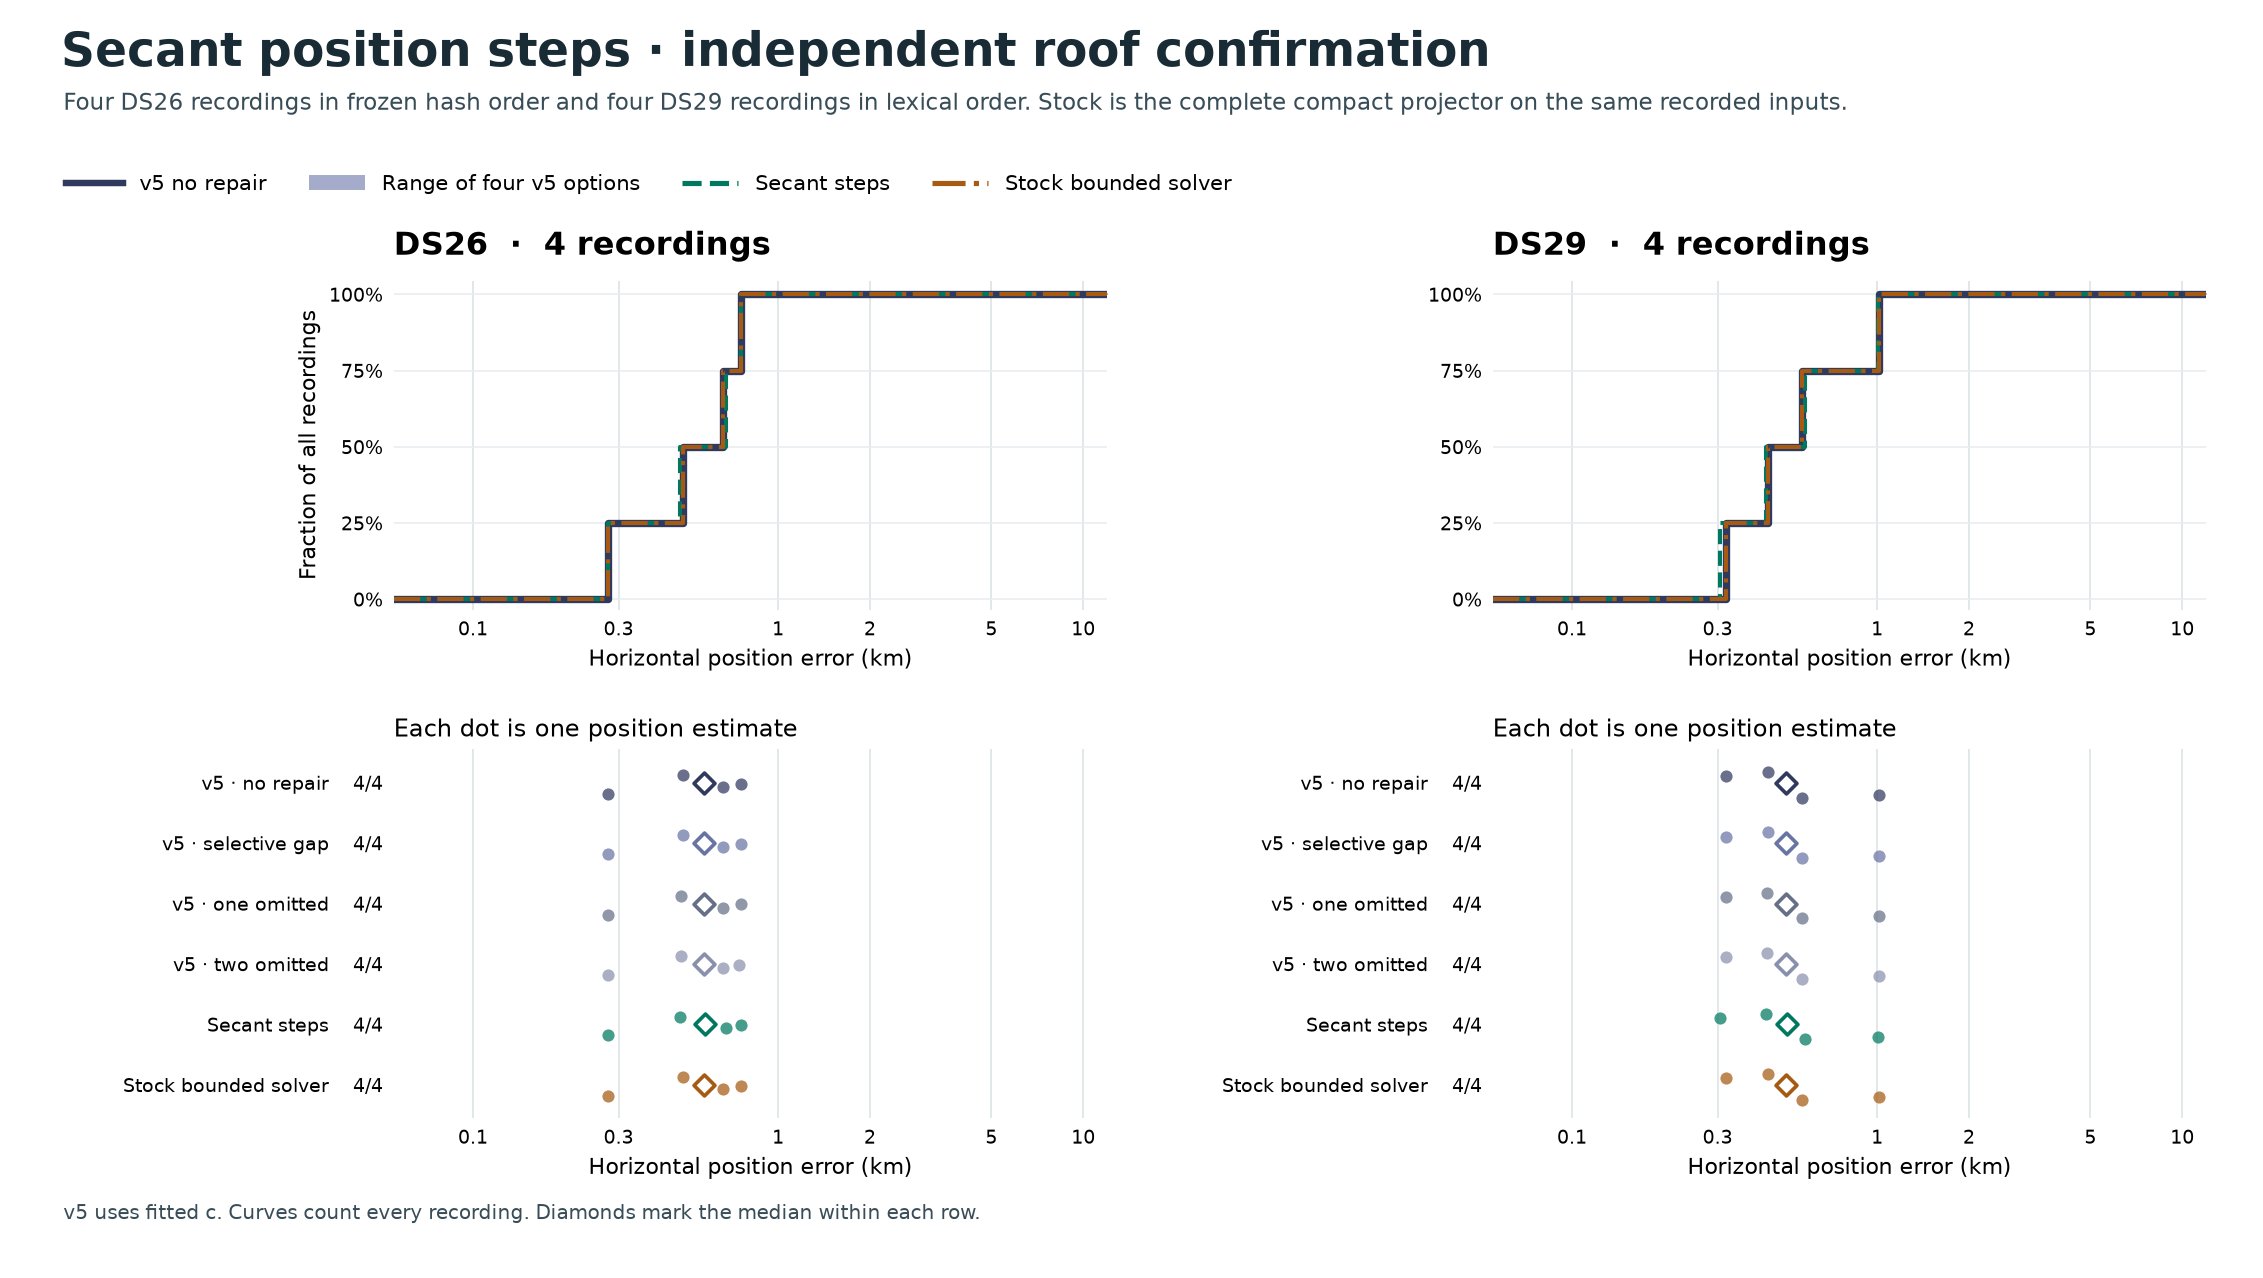 Secant position steps · independent roof confirmation
Four DS26 recordings in frozen hash order and four DS29 recordings in lexical order. Stock is the complete compact projector on the same recorded inputs.
v5 no repair
Range of four v5 options
Secant steps
Stock bounded solver
DS26 · 4 recordings
Fraction of all recordings
100%
75%
50%
25%
0%
0.1 0.3 1 2 5 10
Horizontal position error (km)
DS29 · 4 recordings
100%
75%
50%
25%
0%
0.1 0.3 1 2 5 10
Horizontal position error (km)
Each dot is one position estimate
v5 · no repair 4/4
v5 · selective gap 4/4
v5 · one omitted 4/4
v5 · two omitted 4/4
Secant steps 4/4
Stock bounded solver 4/4
0.1 0.3 1 2 5 10
Horizontal position error (km)
Each dot is one position estimate
v5 · no repair 4/4
v5 · selective gap 4/4
v5 · one omitted 4/4
v5 · two omitted 4/4
Secant steps 4/4
Stock bounded solver 4/4
0.1 0.3 1 2 5 10
Horizontal position error (km)
v5 uses fitted c. Curves count every recording. Diamonds mark the median within each row.